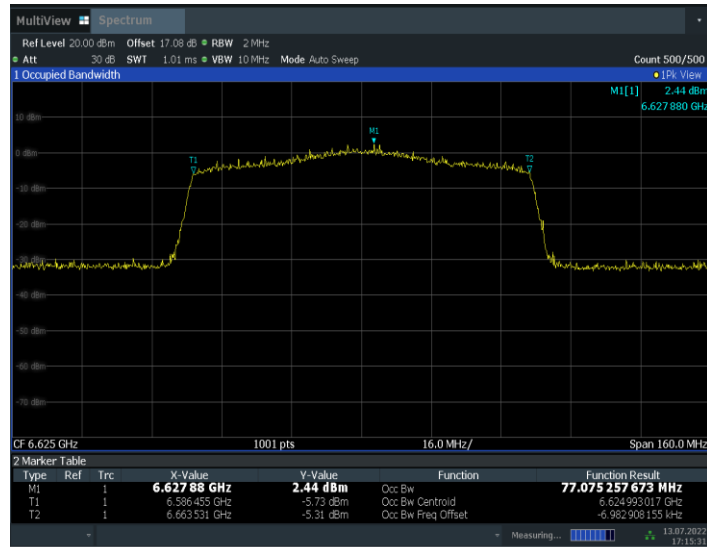 MultiView Spectrum
Ref Level 20.00 dBm Offset 17.08 dB RBW 2 MHz
Att 30 dB SWT 1.01 ms VBW 10 MHz Mode Auto Sweep Count 500/500
1 Occupied Bandwidth 1Pk View
M1[1] 2.44 dBm
6.627 880 GHz
10 dBm
M1
0 dBm
T1 T2
-10 dBm
-20 dBm
-30 dBm
-40 dBm
-50 dBm
-60 dBm
-70 dBm
CF 6.625 GHz 1001 pts 16.0 MHz/ Span 160.0 MHz
2 Marker Table
Type Ref Trc X-Value Y-Value Function Function Result
M1 1 6.627 88 GHz 2.44 dBm Occ Bw 77.075 257 673 MHz
T1 1 6.586 455 GHz -5.73 dBm Occ Bw Centroid 6.624 993 017 GHz
T2 1 6.663 531 GHz -5.31 dBm Occ Bw Freq Offset -6.982 908 155 kHz
Measuring... 13.07.2022
17:15:31